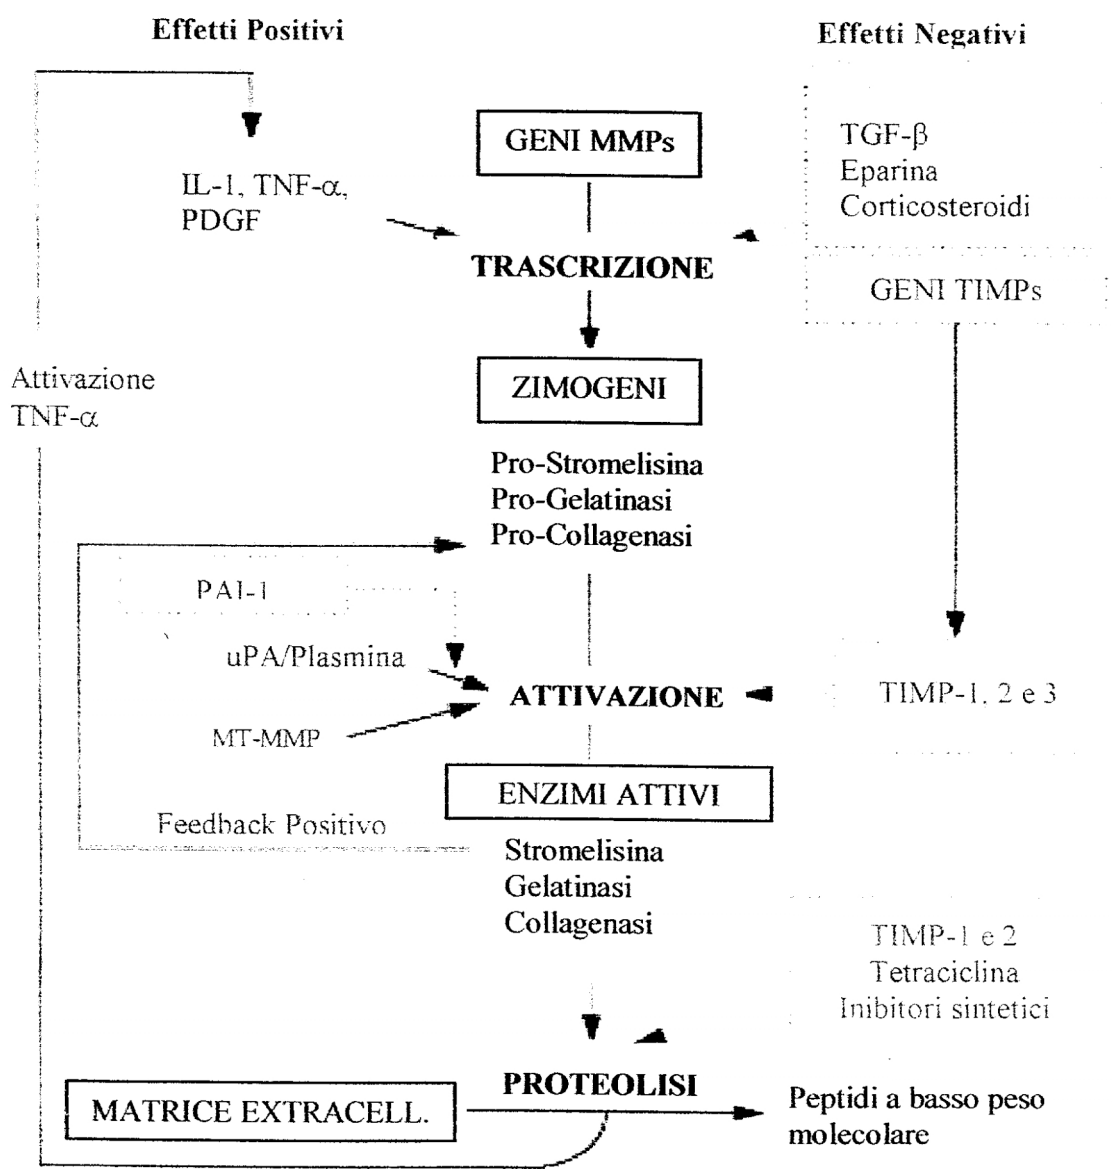 Effetti Positivi
Effetti Negativi
GENI MMPs
TGF-β
Eparina
Corticosteroidi
IL-1, TNF-α,
PDGF
TRASCRIZIONE
GENI TIMPs
Attivazione
TNF-α
ZIMOGENI
Pro-Stromelisina
Pro-Gelatinasi
Pro-Collagenasi
PAI-1
uPA/Plasmina
ATTIVAZIONE
TIMP-1, 2 e 3
MT-MMP
ENZIMI ATTIVI
Feedback Positivo
Stromelisina
Gelatinasi
Collagenasi
TIMP-1 e 2
Tetraciclina
Inibitori sintetici
PROTEOLISI
MATRICE EXTRACELL.
Peptidi a basso peso
molecolare